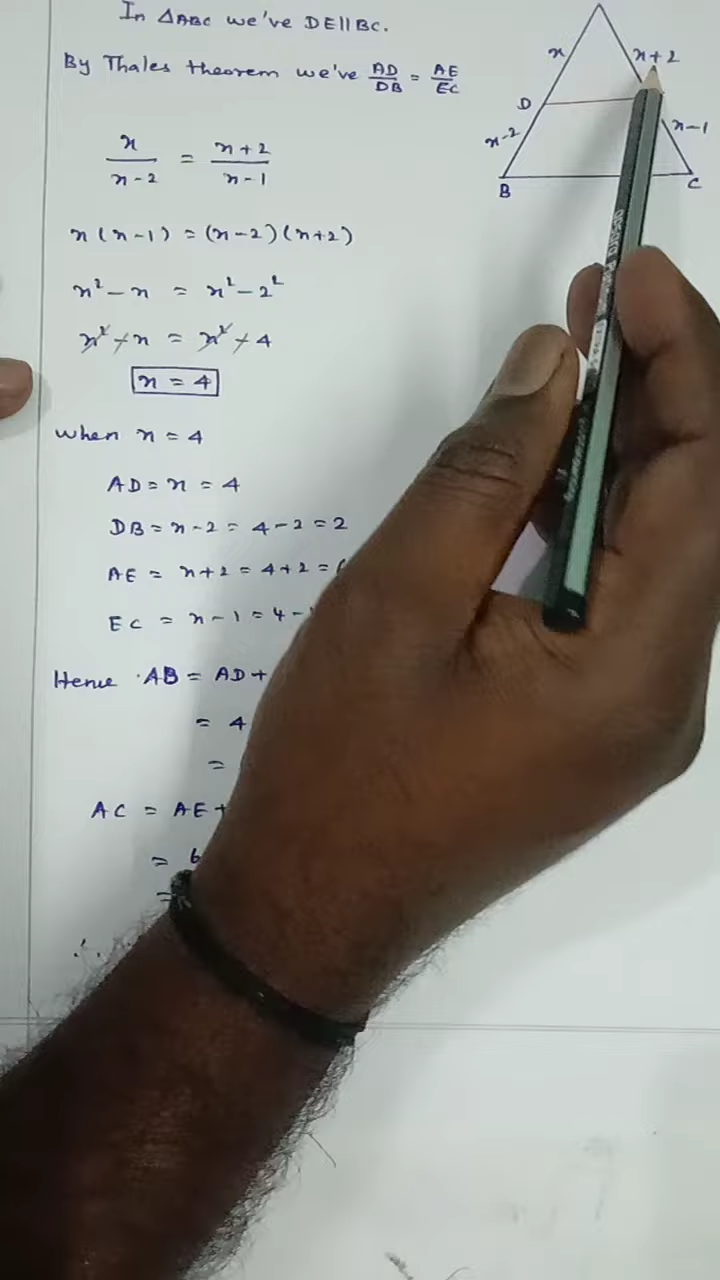 In △ABC we've DE||BC.
By Thales theorem we've AD/DB = AE/EC
x/(x-2) = (x+2)/(x-1)
x(x-1) = (x-2)(x+2)
x² - x = x² - 2²
x² - x = x² - 4
x = 4
when x = 4
AD = x = 4
DB = x-2 = 4-2 = 2
AE = x+2 = 4+2 =
EC = x-1 = 4-
Hence AB = AD+
= 4
=
AC = AE+
= 6
=
∴
x
x+2
D
x-2
x-1
B
C